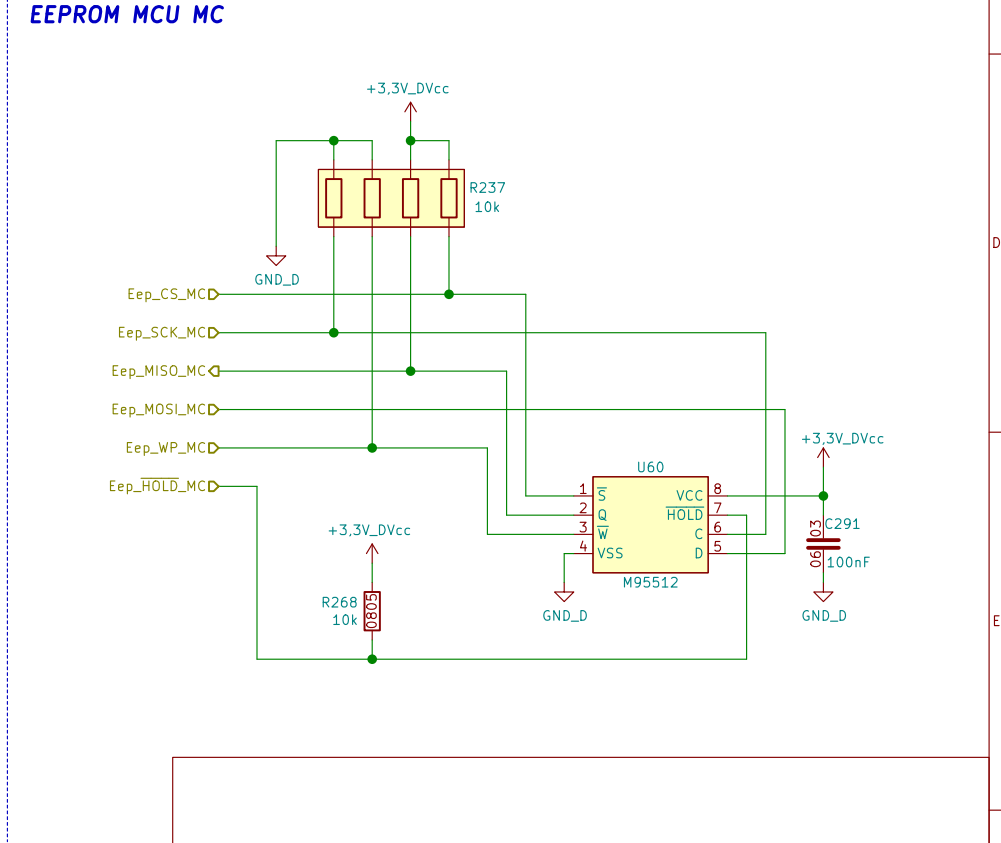 EEPROM MCU MC
+3,3V_DVcc
R237
10k
GND_D
D
Eep_CS_MC
Eep_SCK_MC
Eep_MISO_MC
Eep_MOSI_MC
Eep_WP_MC
Eep_HOLD_MC
+3,3V_DVcc
R268
10k
0805
U60
1 S VCC 8
2 Q HOLD 7
3 W C 6
4 VSS D 5
M95512
GND_D
+3,3V_DVcc
C291
0603
100nF
GND_D
E